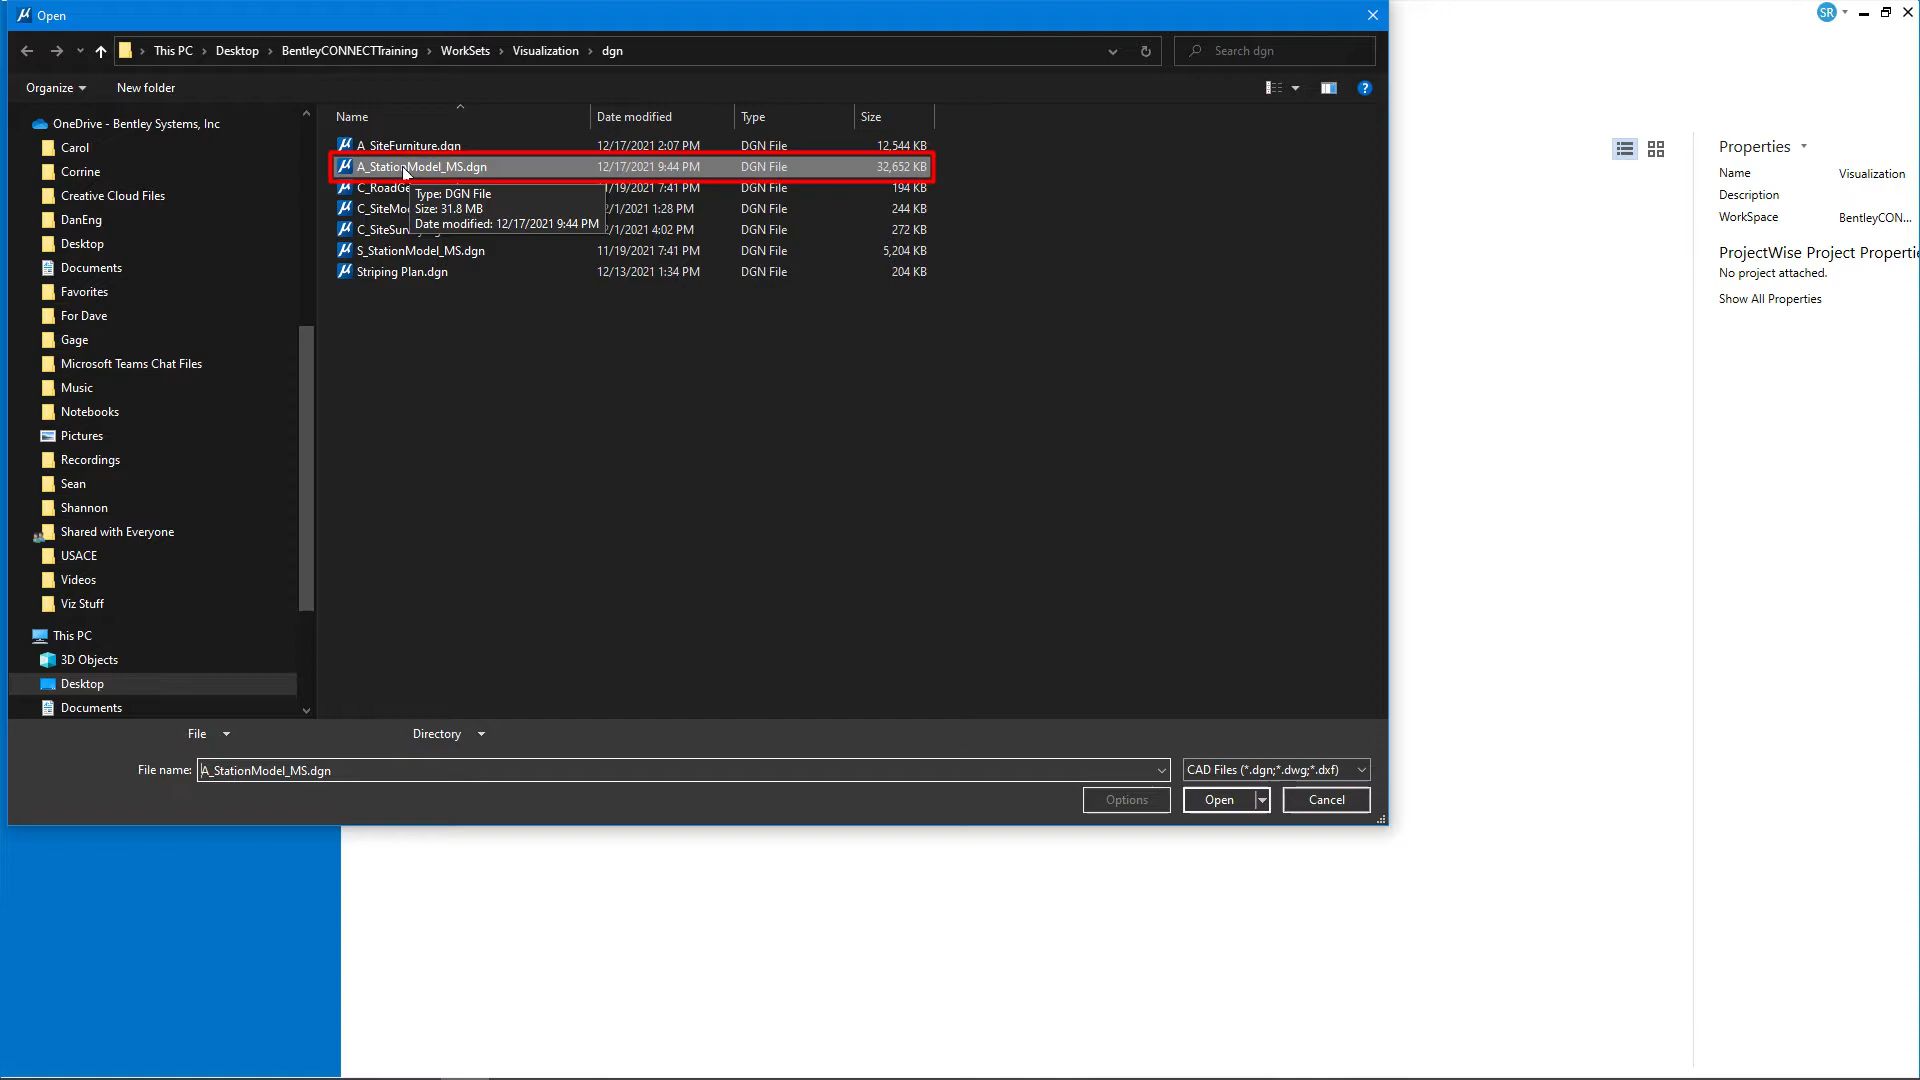 Open
SR
This PC > Desktop > BentleyCONNECTTraining > WorkSets > Visualization > dgn
Search dgn
Organize
New folder
OneDrive - Bentley Systems, Inc
Carol
Corrine
Creative Cloud Files
DanEng
Desktop
Documents
Favorites
For Dave
Gage
Microsoft Teams Chat Files
Music
Notebooks
Pictures
Recordings
Sean
Shannon
Shared with Everyone
USACE
Videos
Viz Stuff
This PC
3D Objects
Desktop
Documents
Name Date modified Type Size
A_SiteFurniture.dgn 12/17/2021 2:07 PM DGN File 12,544 KB
A_StationModel_MS.dgn 12/17/2021 9:44 PM DGN File 32,652 KB
C_RoadGe 1/19/2021 7:41 PM DGN File 194 KB
C_SiteMo 2/1/2021 1:28 PM DGN File 244 KB
C_SiteSur 2/1/2021 4:02 PM DGN File 272 KB
S_StationModel_MS.dgn 11/19/2021 7:41 PM DGN File 5,204 KB
Striping Plan.dgn 12/13/2021 1:34 PM DGN File 204 KB
Type: DGN File
Size: 31.8 MB
Date modified: 12/17/2021 9:44 PM
File Directory
File name: A_StationModel_MS.dgn
CAD Files (*.dgn;*.dwg;*.dxf)
Options Open Cancel
Properties
Name Visualization
Description
WorkSpace BentleyCON...
ProjectWise Project Propertie
No project attached.
Show All Properties